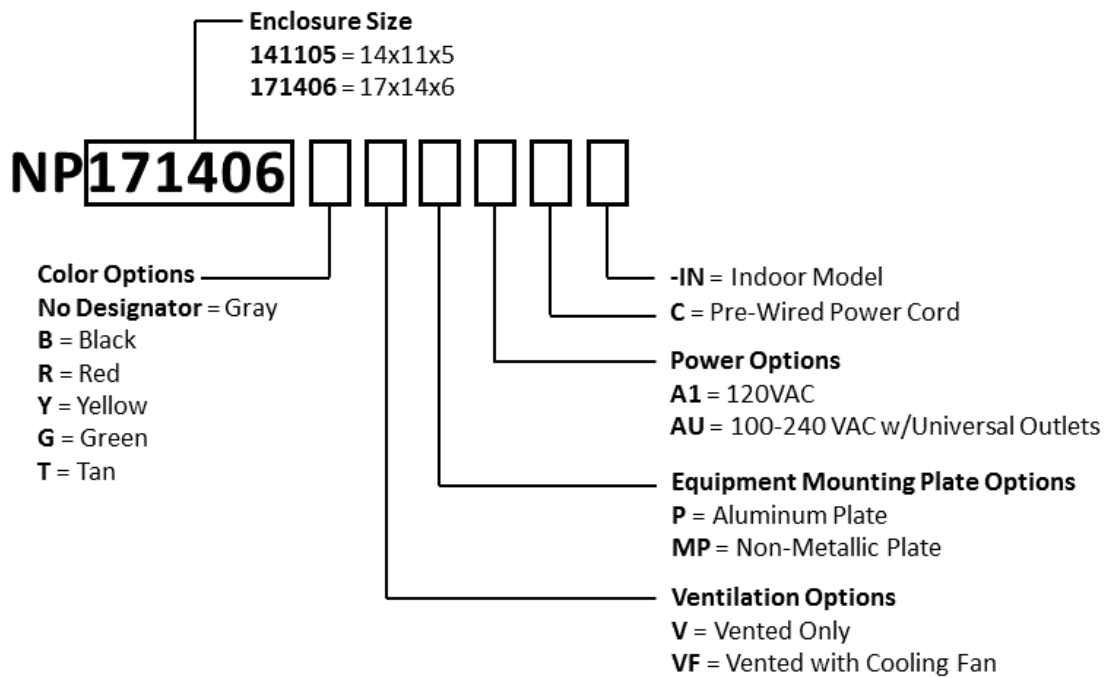 Enclosure Size
141105 = 14x11x5
171406 = 17x14x6
NP171406
Color Options
No Designator = Gray
B = Black
R = Red
Y = Yellow
G = Green
T = Tan
-IN = Indoor Model
C = Pre-Wired Power Cord
Power Options
A1 = 120VAC
AU = 100-240 VAC w/Universal Outlets
Equipment Mounting Plate Options
P = Aluminum Plate
MP = Non-Metallic Plate
Ventilation Options
V = Vented Only
VF = Vented with Cooling Fan